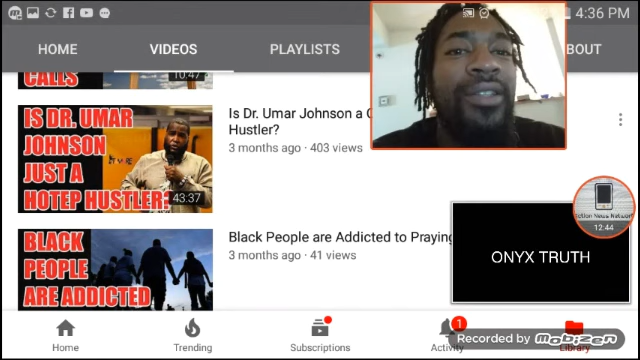 4:36 PM
HOME
VIDEOS
PLAYLISTS
BOUT
CALLS
10:47
IS DR. UMAR
JOHNSON
JUST A
HOTEP HUSTLER?
43:37
Is Dr. Umar Johnson a
Hustler?
3 months ago · 403 views
BLACK
PEOPLE
ARE ADDICTED
Black People are Addicted to Praying
3 months ago · 41 views
12:44
ONYX TRUTH
Home
Trending
Subscriptions
Activity
1
Library
Recorded by mobizen